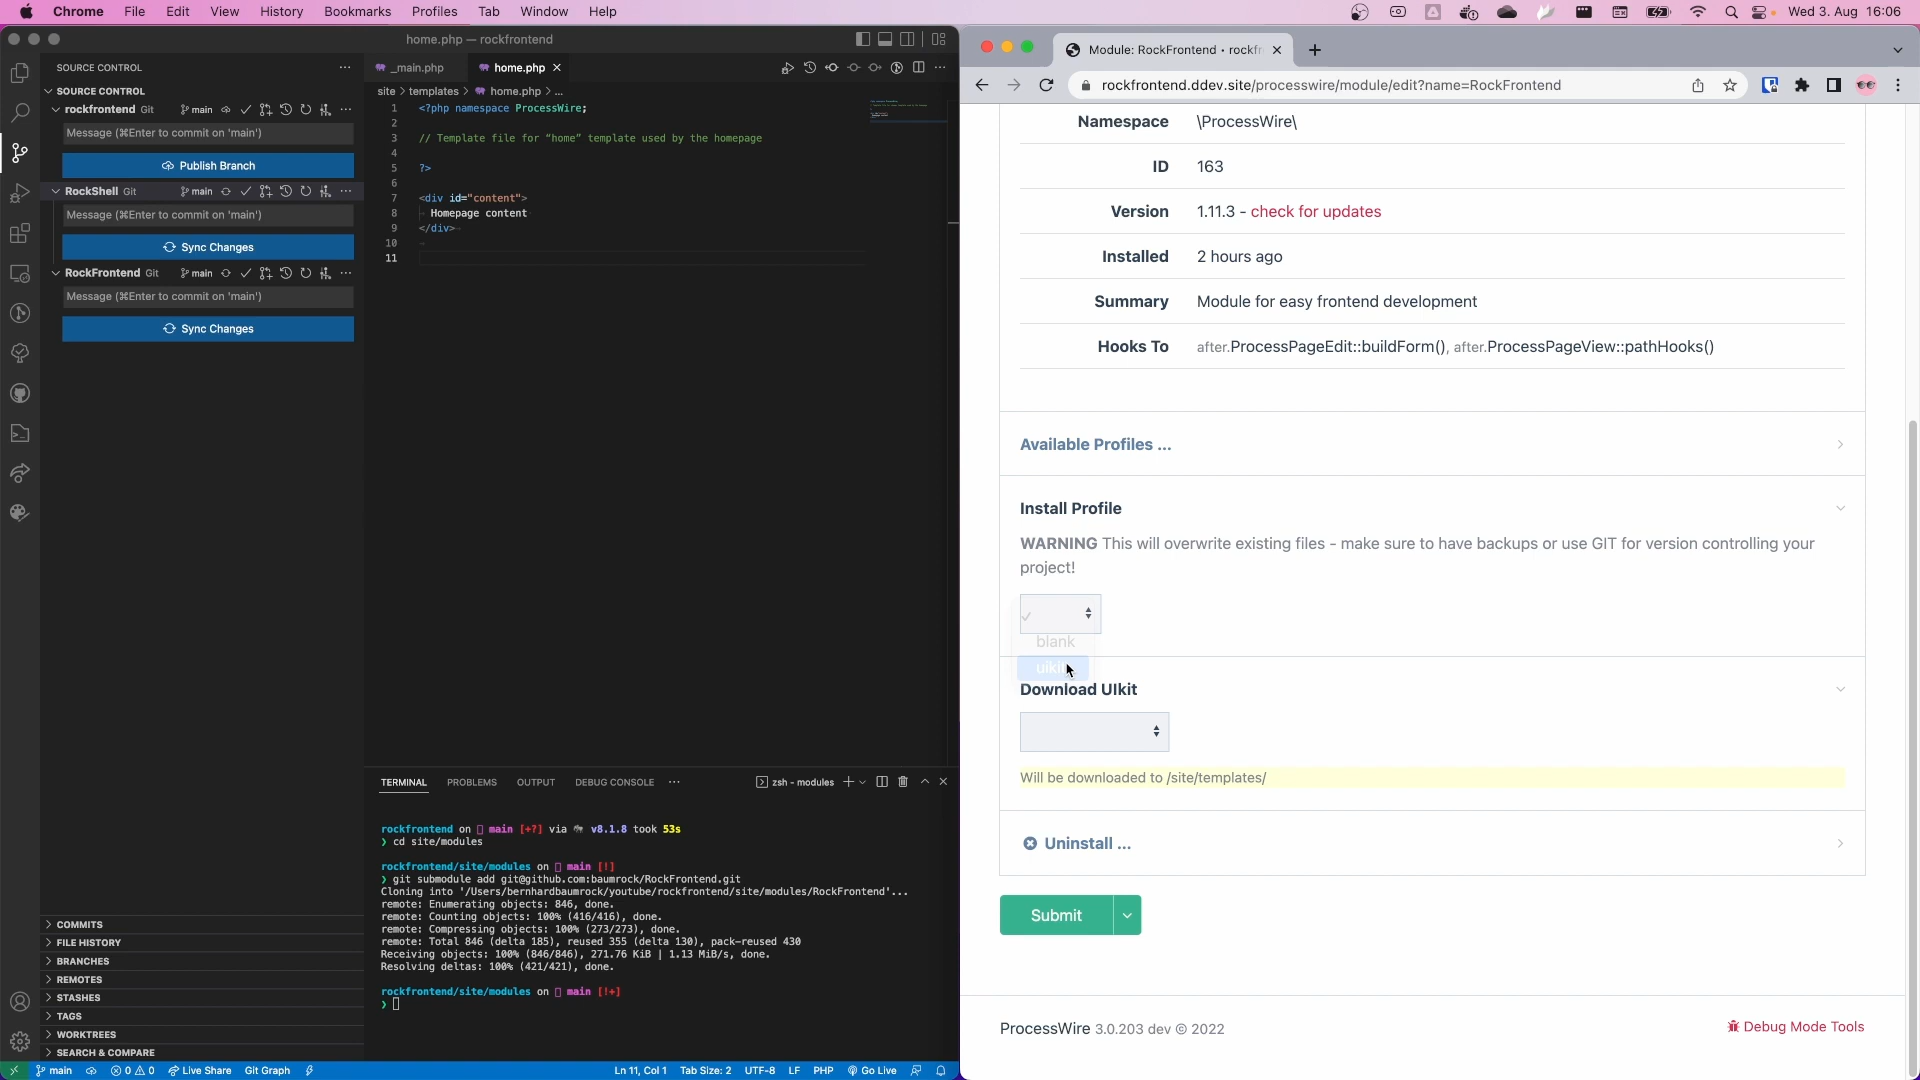 Chrome File Edit View History Bookmarks Profiles Tab Window Help
Wed 3. Aug 16:06
home.php — rockfrontend
SOURCE CONTROL
SOURCE CONTROL
rockfrontend Git main
Message (⌘Enter to commit on 'main')
Publish Branch
RockShell Git main
Message (⌘Enter to commit on 'main')
Sync Changes
RockFrontend Git main
Message (⌘Enter to commit on 'main')
Sync Changes
COMMITS
FILE HISTORY
BRANCHES
REMOTES
STASHES
TAGS
WORKTREES
SEARCH & COMPARE
_main.php home.php
site > templates > home.php > ...
1 <?php namespace ProcessWire;
2
3 // Template file for “home” template used by the homepage
4
5 ?>
6
7 <div id="content">
8 Homepage content
9 </div>
10
11
TERMINAL PROBLEMS OUTPUT DEBUG CONSOLE ... zsh - modules
rockfrontend on main [+?] via v8.1.8 took 53s
❯ cd site/modules
rockfrontend/site/modules on main [!]
❯ git submodule add git@github.com:baumrock/RockFrontend.git
Cloning into '/Users/bernhardbaumrock/youtube/rockfrontend/site/modules/RockFrontend'...
remote: Enumerating objects: 846, done.
remote: Counting objects: 100% (416/416), done.
remote: Compressing objects: 100% (273/273), done.
remote: Total 846 (delta 185), reused 355 (delta 130), pack-reused 430
Receiving objects: 100% (846/846), 271.76 KiB | 1.13 MiB/s, done.
Resolving deltas: 100% (421/421), done.
rockfrontend/site/modules on main [!+]
❯
main 0 0 Live Share Git Graph Ln 11, Col 1 Tab Size: 2 UTF-8 LF PHP Go Live
Module: RockFrontend • rockfr
rockfrontend.ddev.site/processwire/module/edit?name=RockFrontend
Namespace \ProcessWire\
ID 163
Version 1.11.3 - check for updates
Installed 2 hours ago
Summary Module for easy frontend development
Hooks To after.ProcessPageEdit::buildForm(), after.ProcessPageView::pathHooks()
Available Profiles ...
Install Profile
WARNING This will overwrite existing files - make sure to have backups or use GIT for version controlling your
project!
blank
uikit
Download UIkit
Will be downloaded to /site/templates/
Uninstall ...
Submit
ProcessWire 3.0.203 dev © 2022
Debug Mode Tools